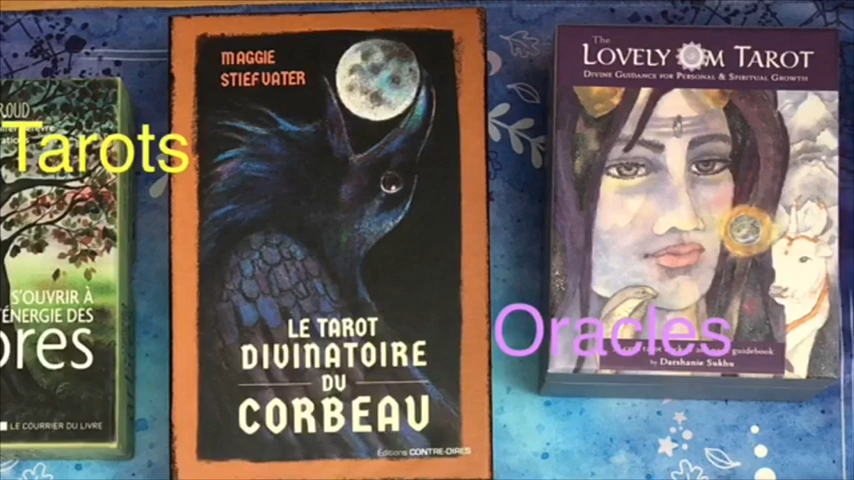 ROUD
Tarots
S'OUVRIR À
L'ÉNERGIE DES
ores
LE COURRIER DU LIVRE
MAGGIE
STIEFVATER
LE TAROT
DIVINATOIRE
DU
CORBEAU
Éditions CONTRE-DIRES
The
LOVELY OM TAROT
DIVINE GUIDANCE FOR PERSONAL & SPIRITUAL GROWTH
Oracles
guidebook
by Darshanie Sukhu